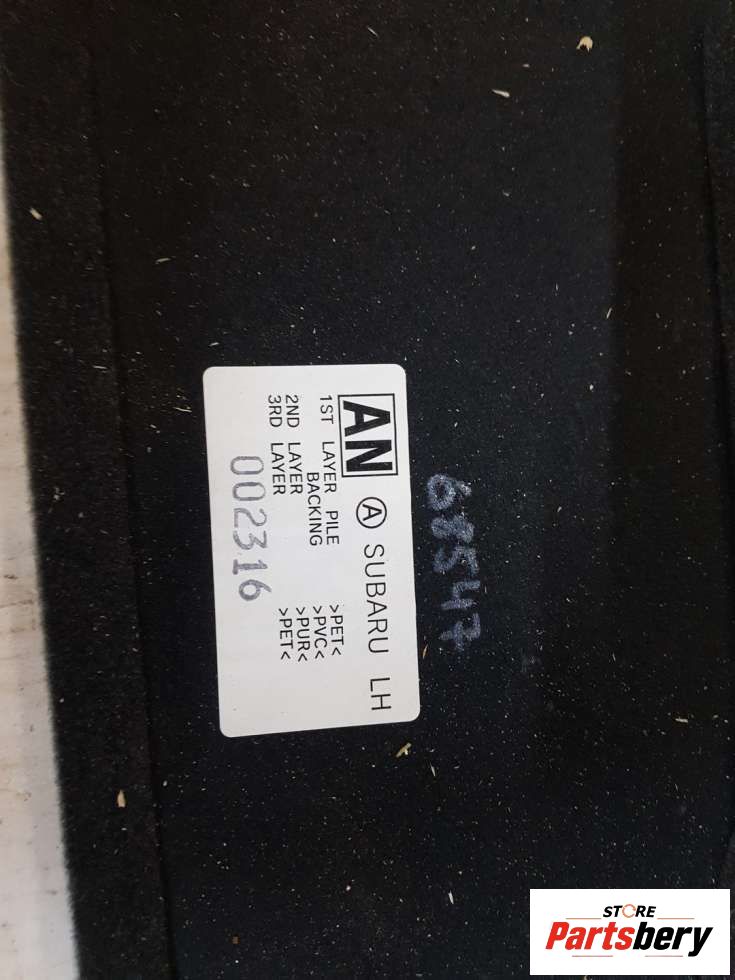 AN Ⓐ SUBARU LH
1ST LAYER PILE >PET<
BACKING >PVC<
2ND LAYER >PUR<
3RD LAYER >PET<
002316
68547
STORE
Partsbery